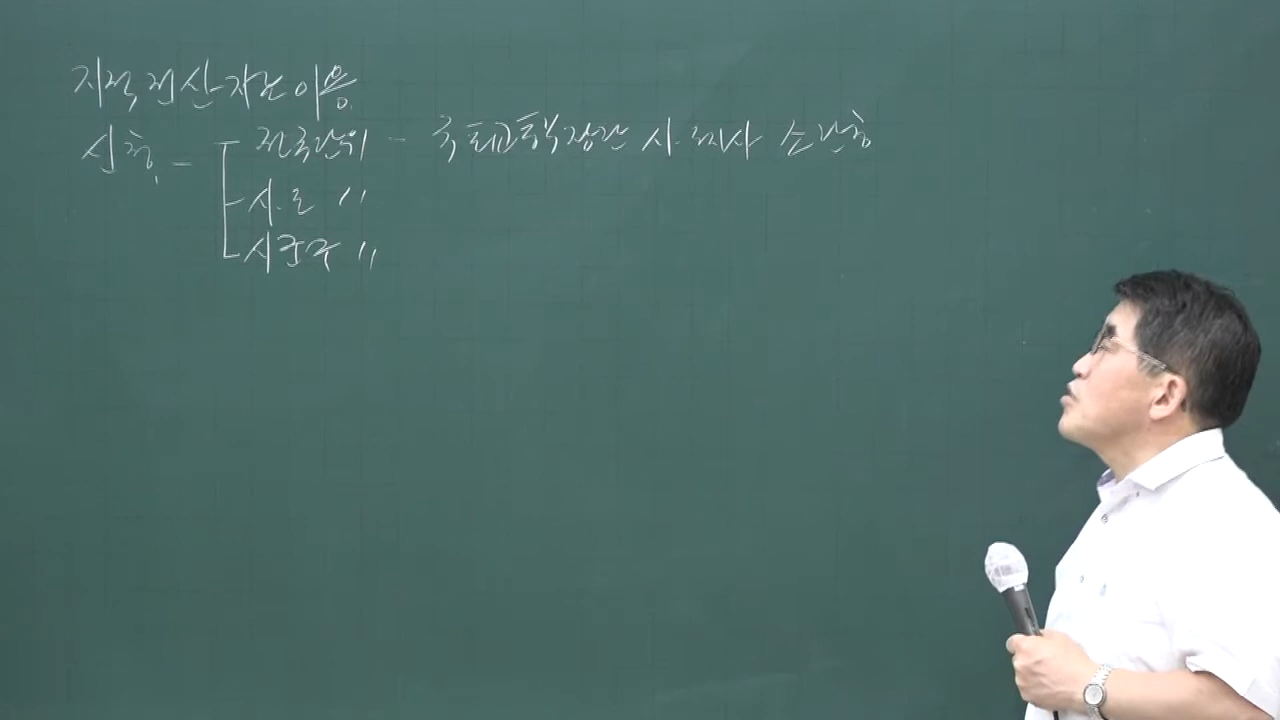 지적전산자료이용
신청 - 전국단위 - 국토교통부장관 시.도지사 소관청
시.도 〃
시군구 〃